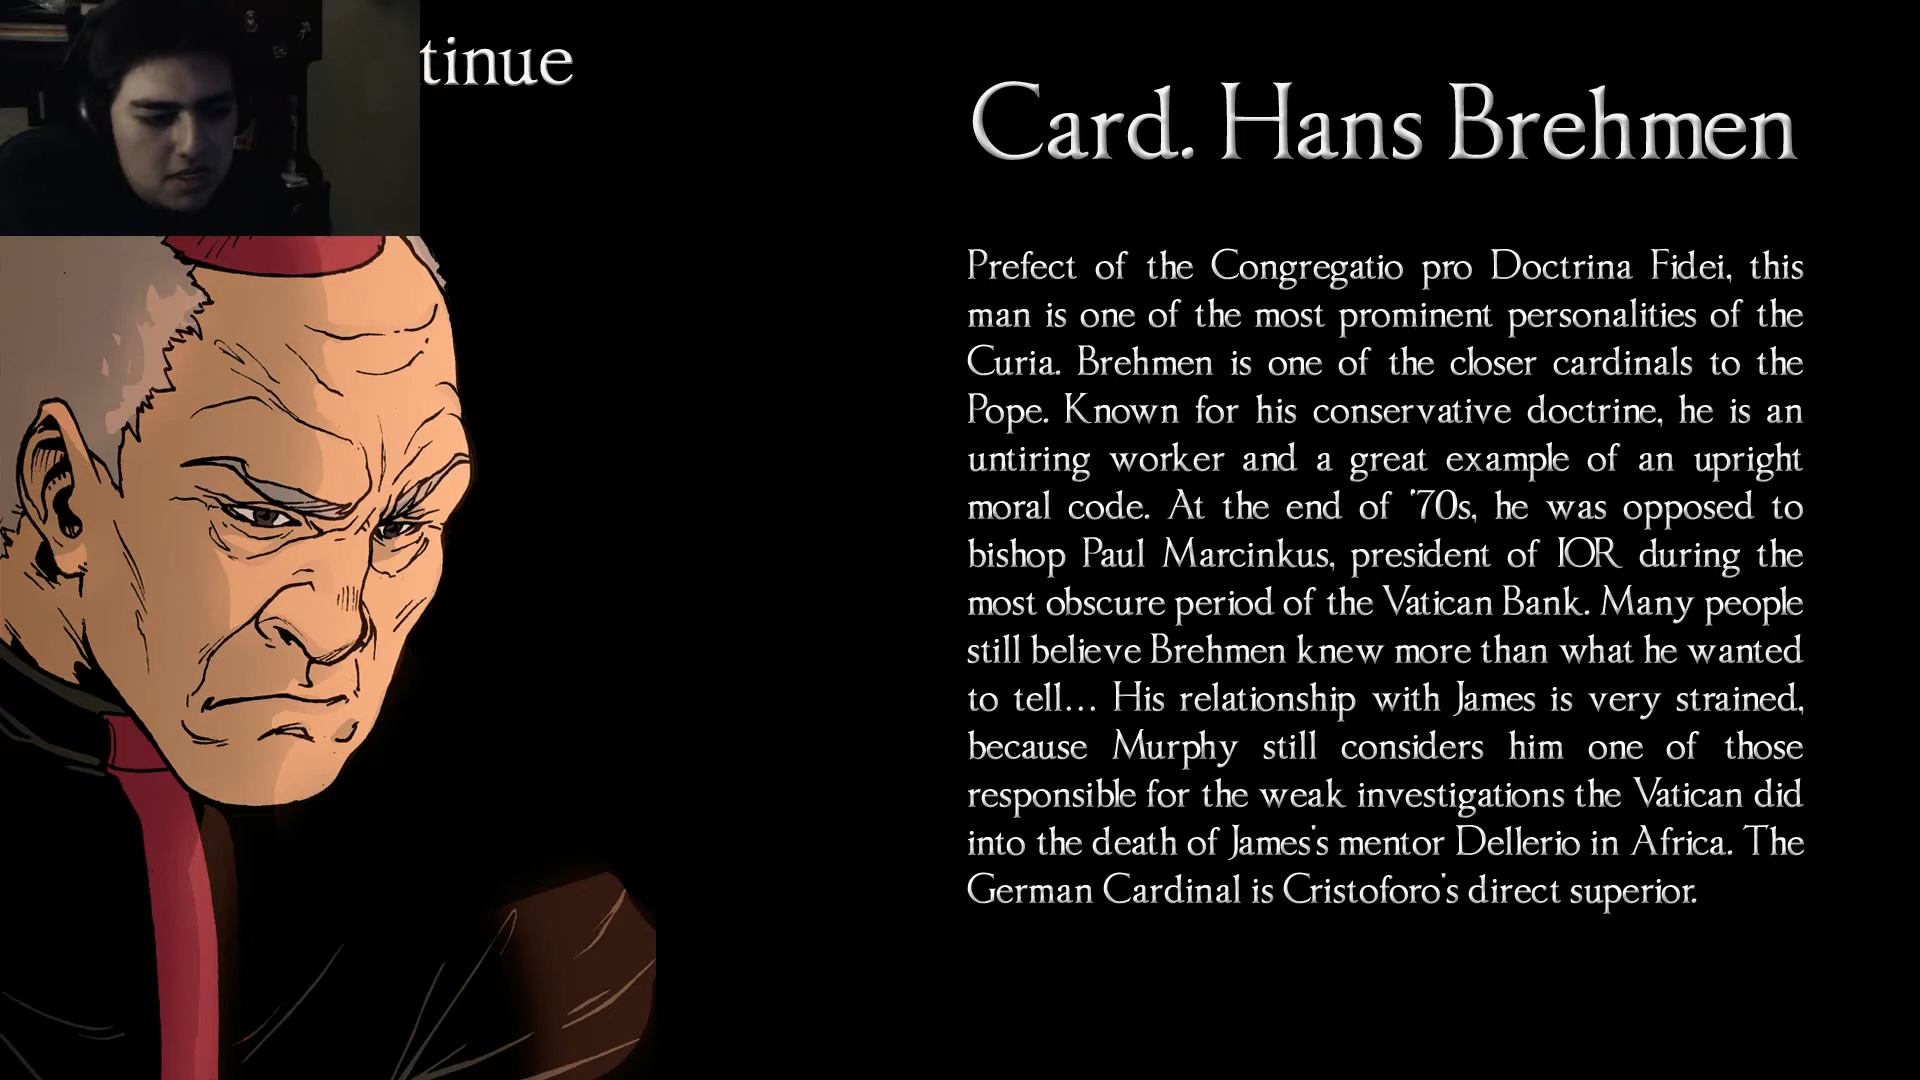 tinue
Card. Hans Brehmen
Prefect of the Congregatio pro Doctrina Fidei, this
man is one of the most prominent personalities of the
Curia. Brehmen is one of the closer cardinals to the
Pope. Known for his conservative doctrine, he is an
untiring worker and a great example of an upright
moral code. At the end of '70s, he was opposed to
bishop Paul Marcinkus, president of IOR during the
most obscure period of the Vatican Bank. Many people
still believe Brehmen knew more than what he wanted
to tell... His relationship with James is very strained,
because Murphy still considers him one of those
responsible for the weak investigations the Vatican did
into the death of James's mentor Dellerio in Africa. The
German Cardinal is Cristoforo's direct superior.